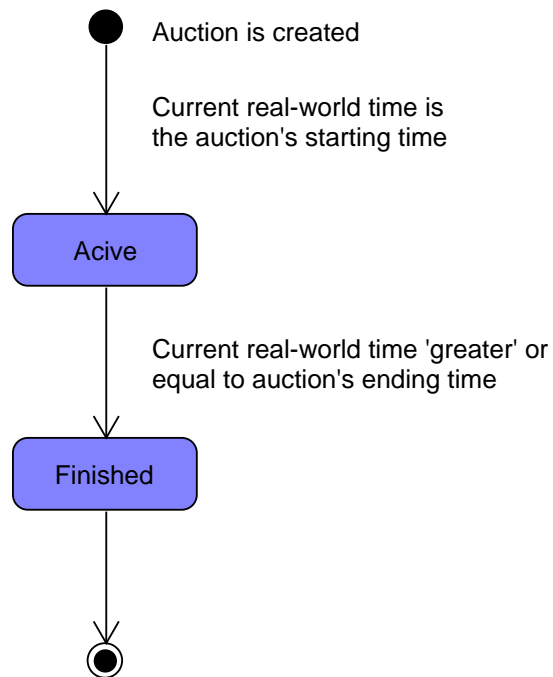 Auction is created
Current real-world time is
the auction's starting time
Acive
Current real-world time 'greater' or
equal to auction's ending time
Finished